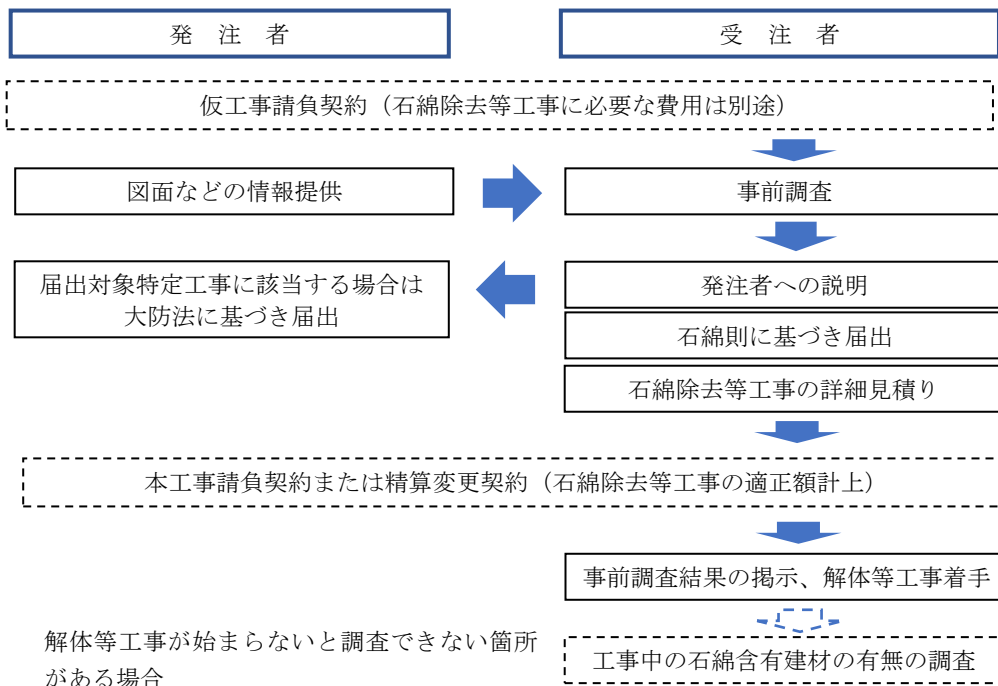 発 注 者
受 注 者
仮工事請負契約（石綿除去等工事に必要な費用は別途）
図面などの情報提供
事前調査
届出対象特定工事に該当する場合は
大防法に基づき届出
発注者への説明
石綿則に基づき届出
石綿除去等工事の詳細見積り
本工事請負契約または精算変更契約（石綿除去等工事の適正額計上）
事前調査結果の掲示、解体等工事着手
解体等工事が始まらないと調査できない箇所
がある場合
工事中の石綿含有建材の有無の調査